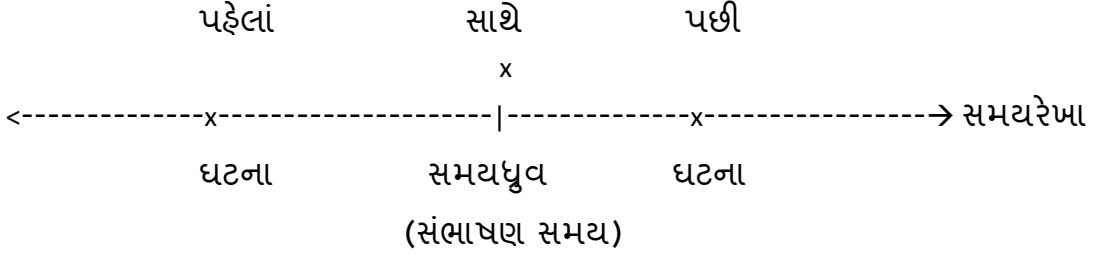 પહેલાં સાથે પછી
x
<--------------x---------------------|--------------x-----------------→ સમયરેખા
ઘટના સમયધ્રુવ ઘટના
(સંભાષણ સમય)